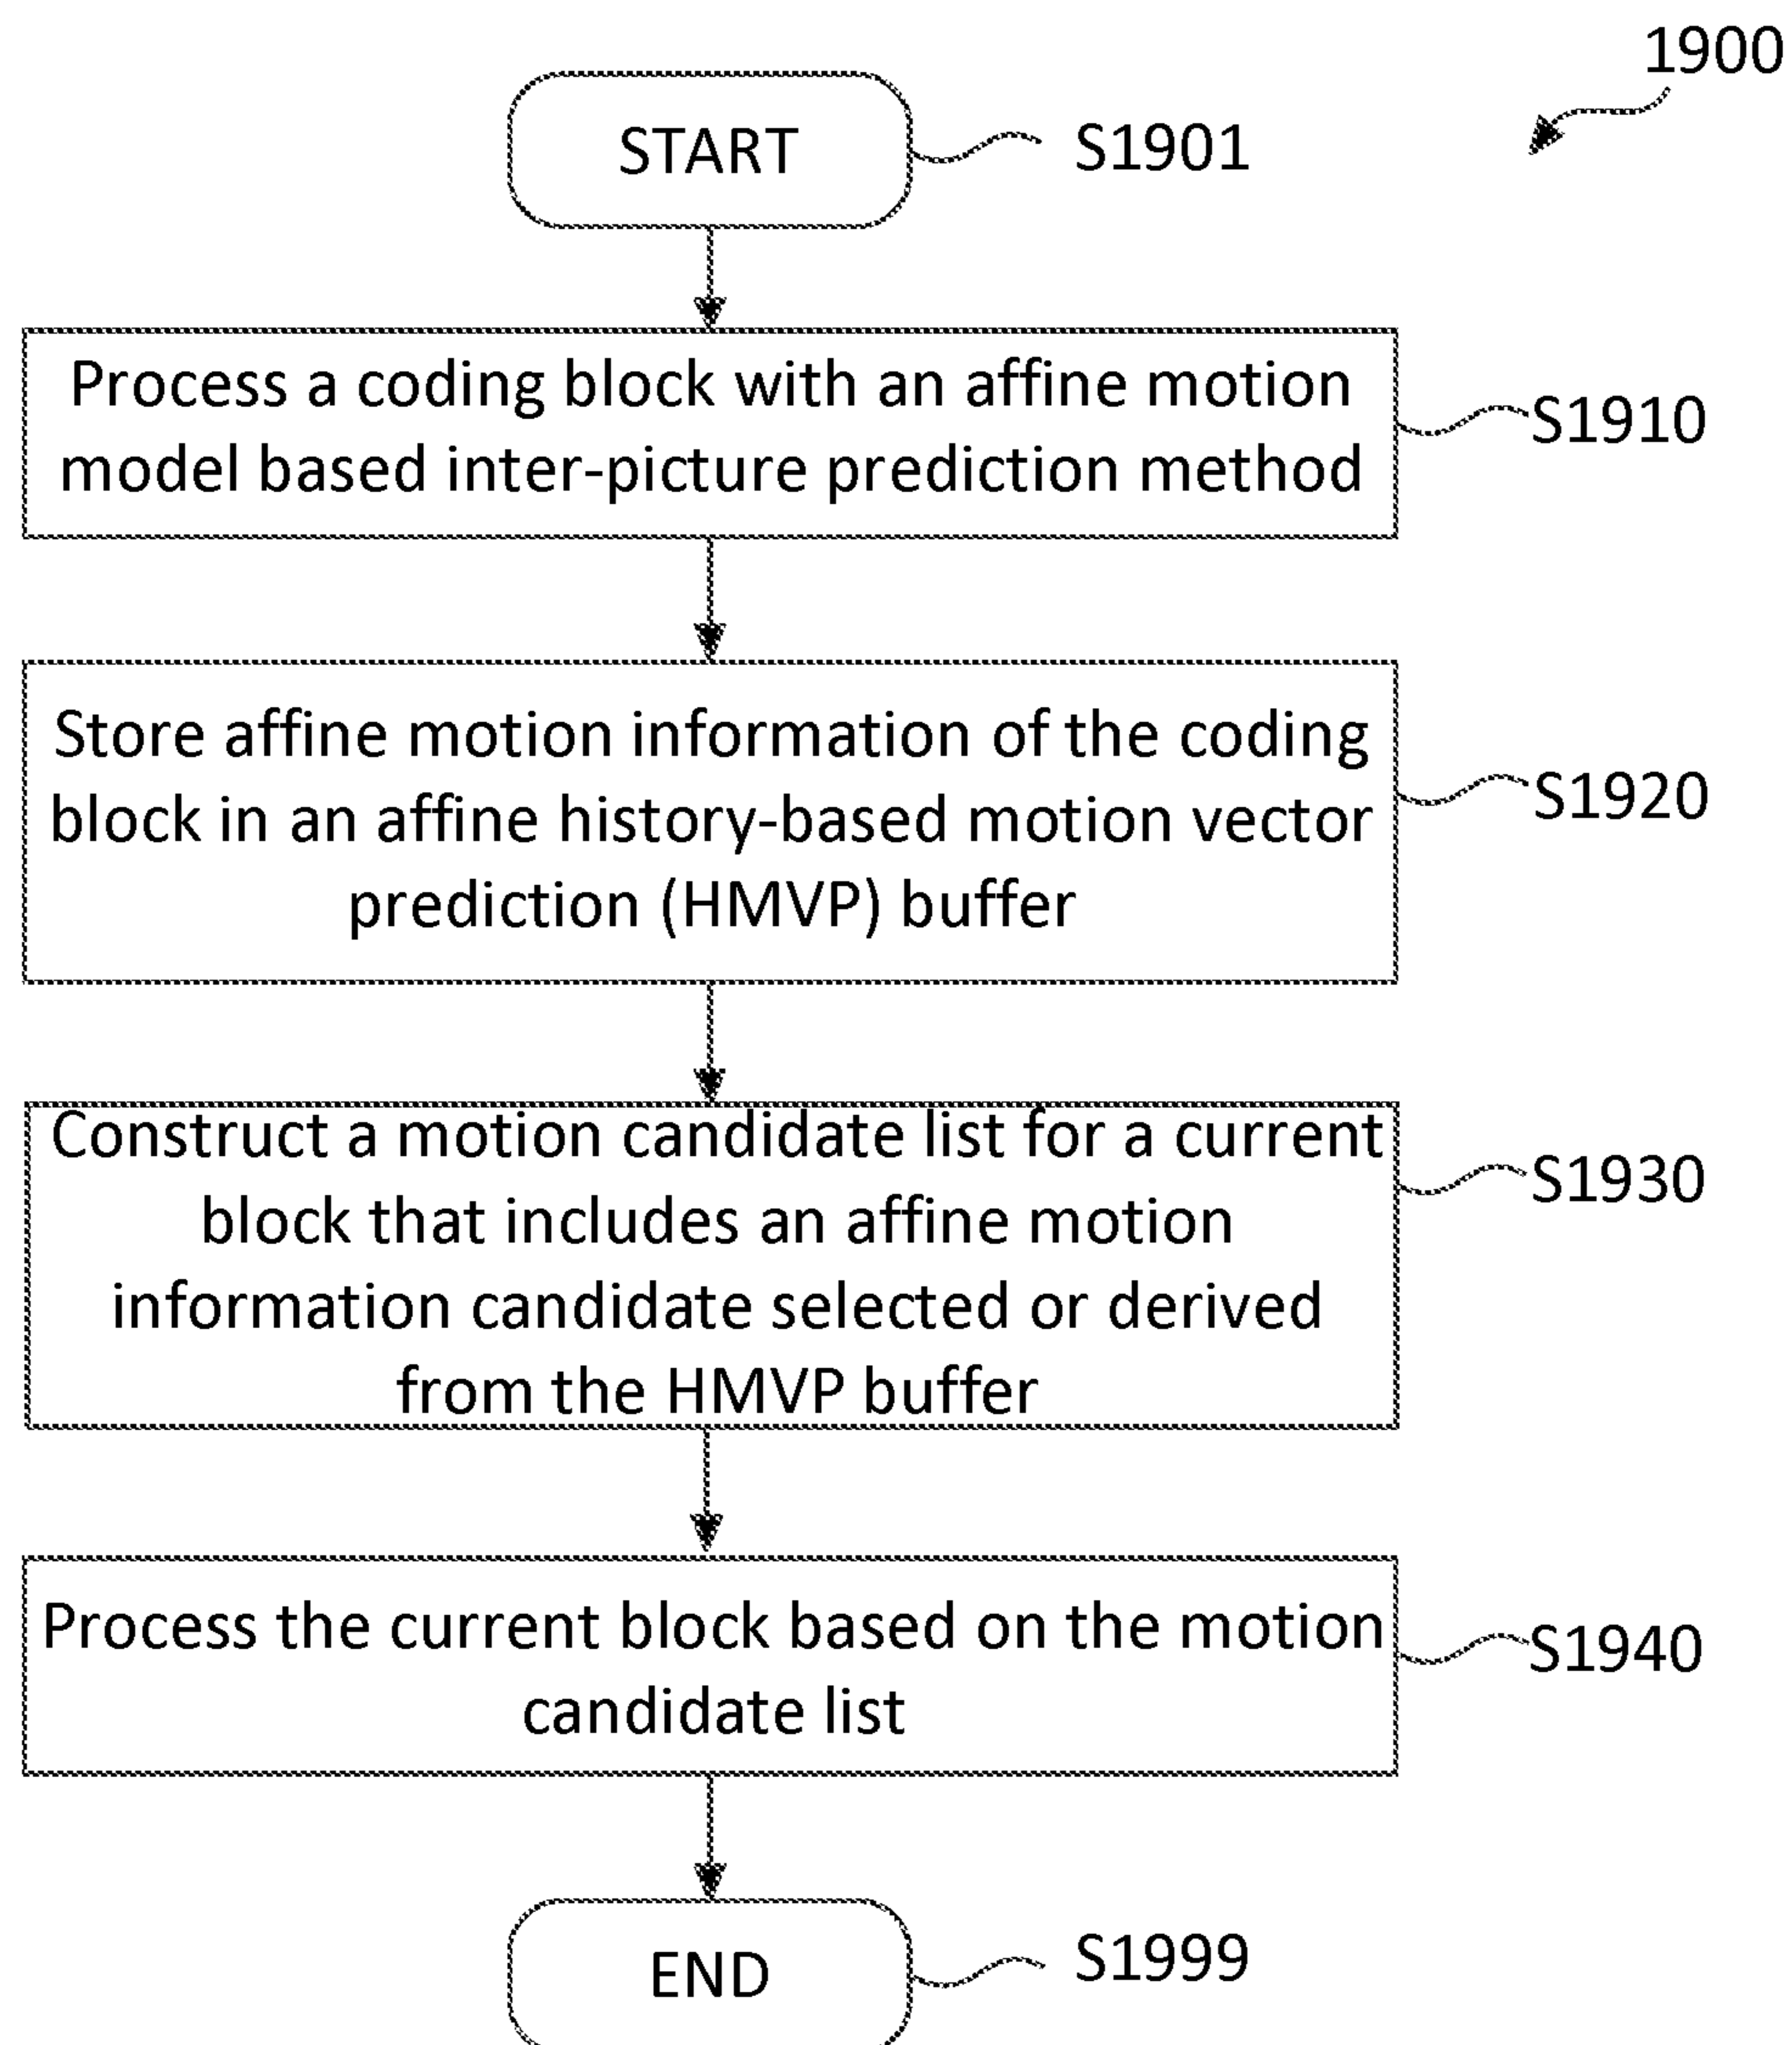 1900
START
S1901
Process a coding block with an affine motion
model based inter-picture prediction method
S1910
Store affine motion information of the coding
block in an affine history-based motion vector
prediction (HMVP) buffer
S1920
Construct a motion candidate list for a current
block that includes an affine motion
information candidate selected or derived
from the HMVP buffer
S1930
Process the current block based on the motion
candidate list
S1940
END
S1999